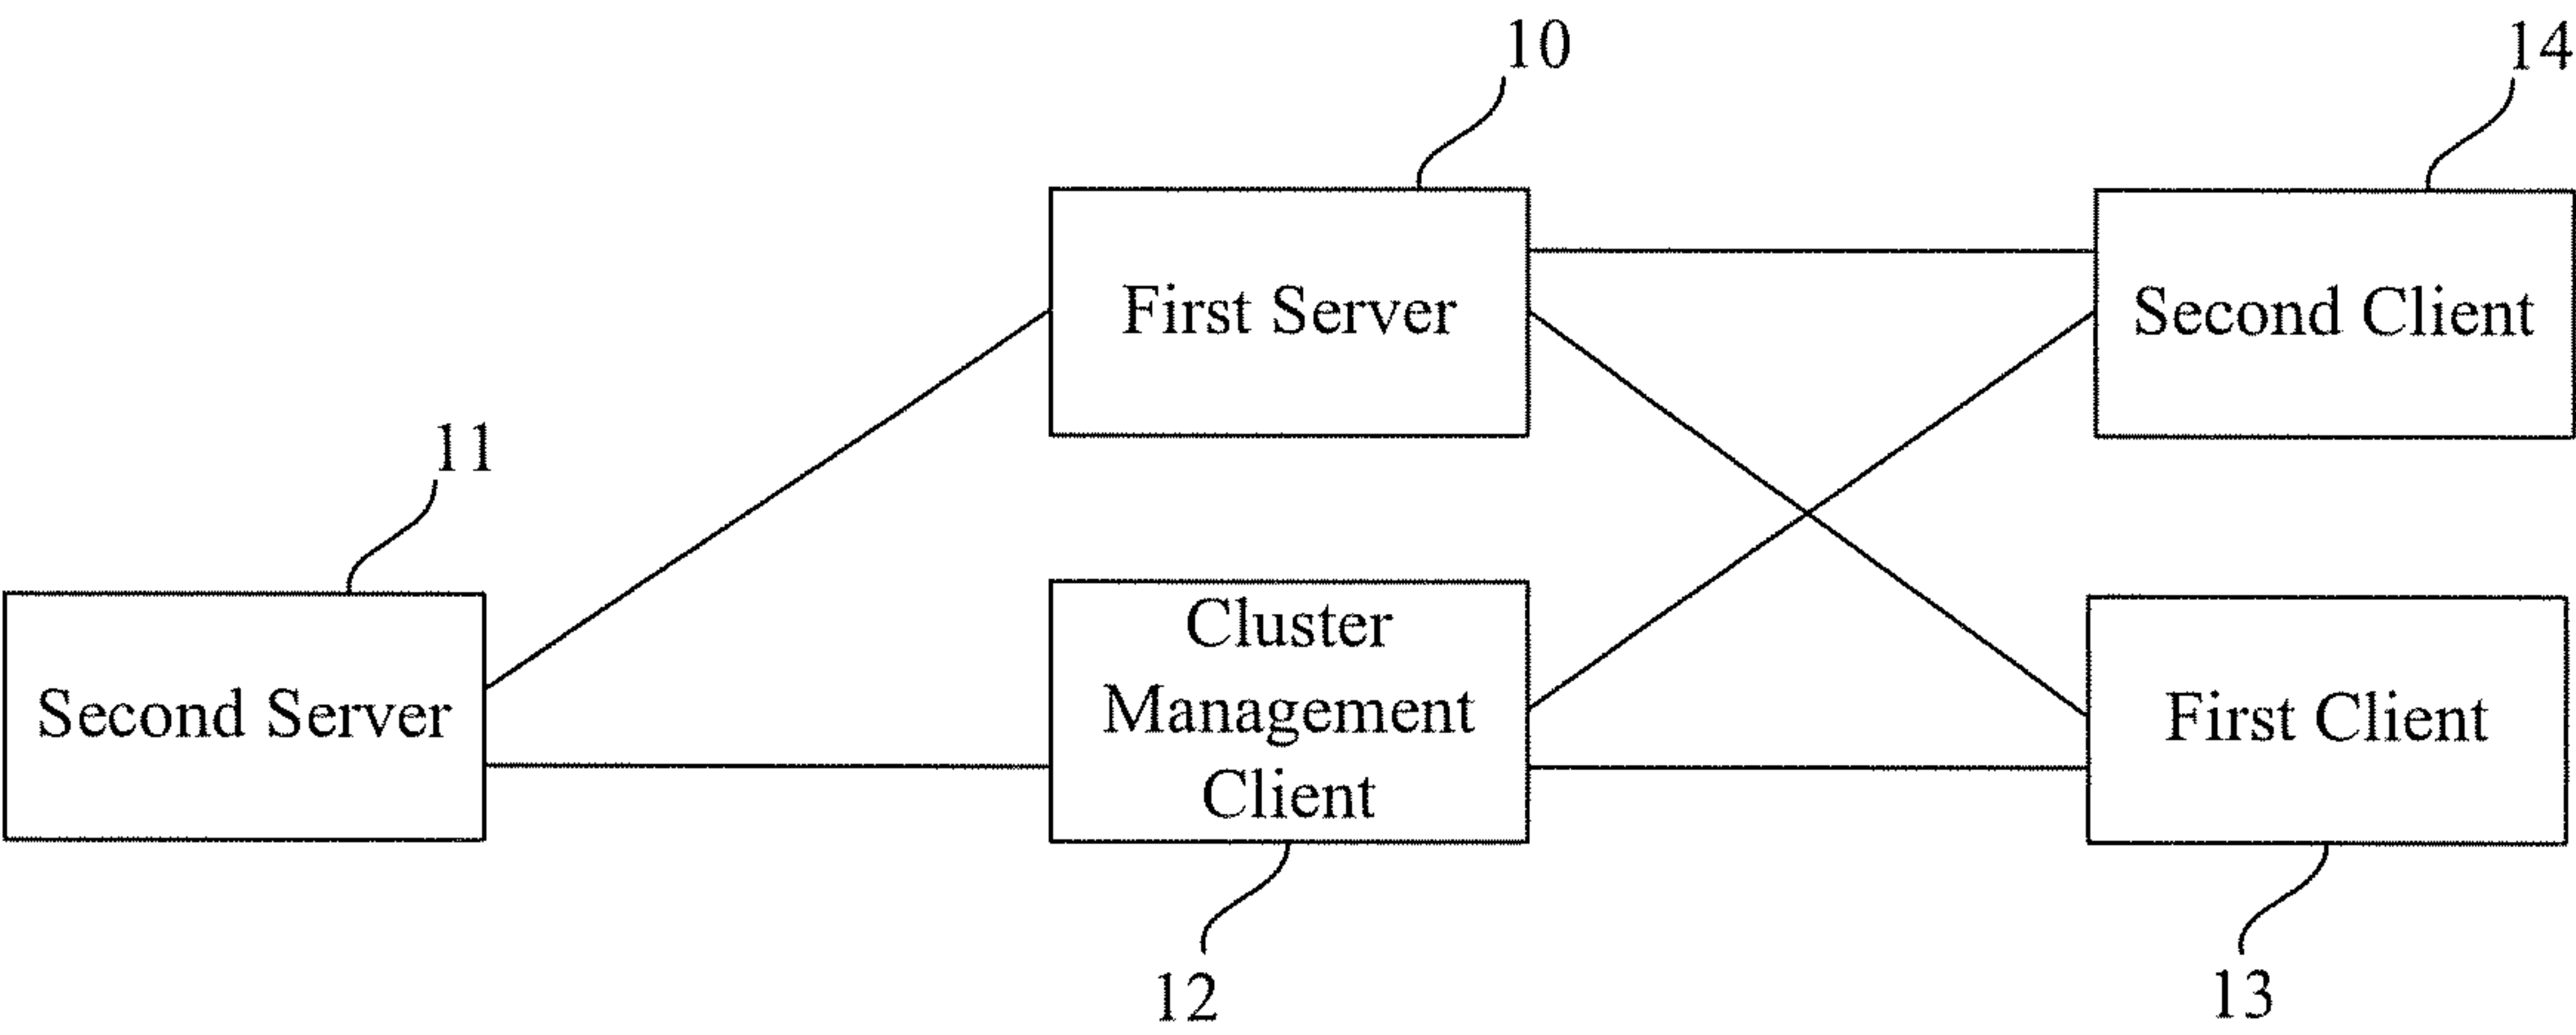 10
14
First Server
Second Client
11
Second Server
Cluster
Management
Client
First Client
12
13